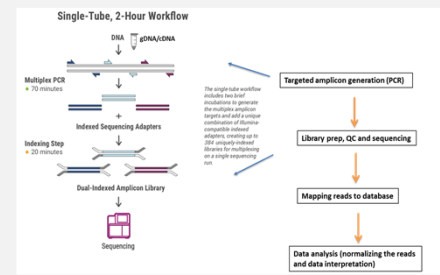 Single-Tube, 2-Hour Workflow
DNA
gDNA/cDNA
Multiplex PCR
70 minutes
+
Indexed Sequencing Adapters
Indexing Step
20 minutes
Dual-Indexed Amplicon Library
Sequencing
The single-tube workflow
includes two brief
incubations to generate
the multiplex amplicon
targets and add a unique
combination of Illumina-
compatible indexed
adapters, creating up to
384 uniquely-indexed
libraries for multiplexing
on a single sequencing
run.
Targeted amplicon generation (PCR)
Library prep, QC and sequencing
Mapping reads to database
Data analysis (normalizing the reads
and data interpretation)